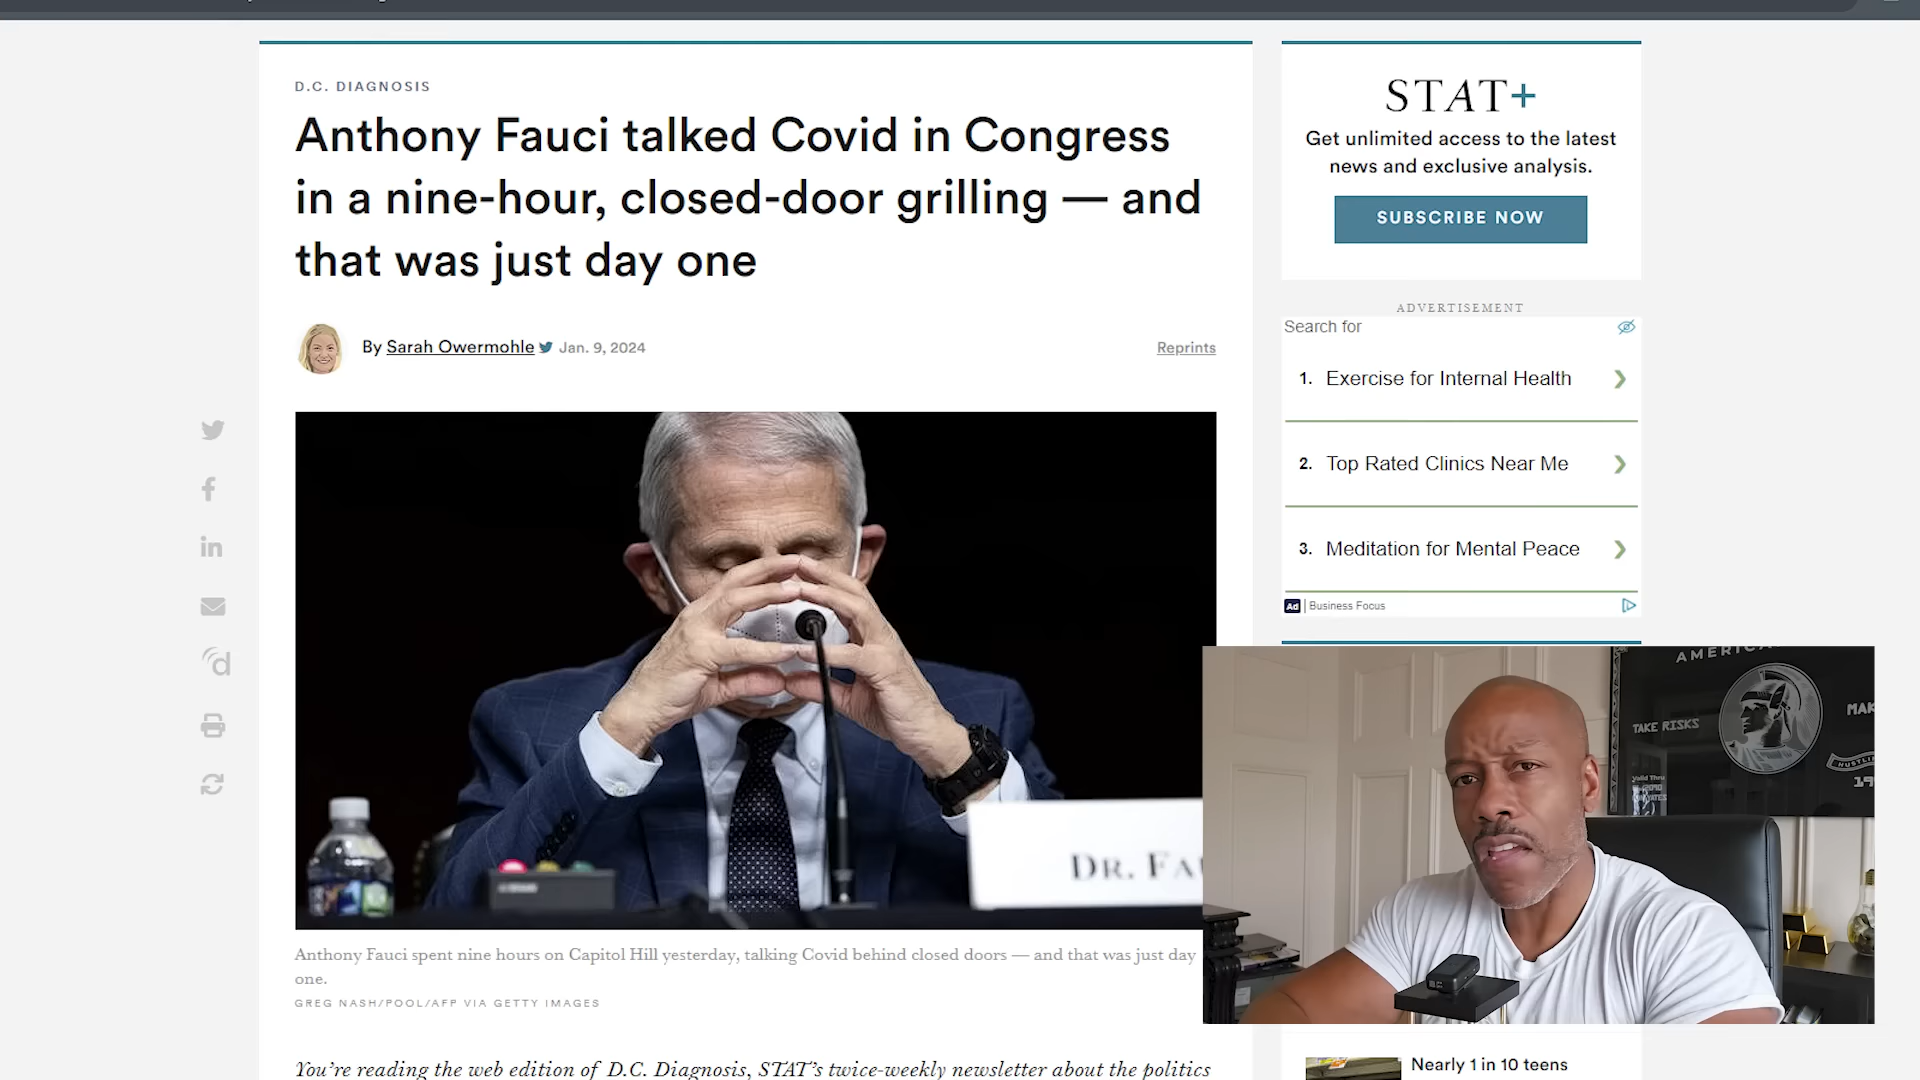 D.C. DIAGNOSIS
Anthony Fauci talked Covid in Congress
in a nine-hour, closed-door grilling — and
that was just day one
By Sarah Owermohle Jan. 9, 2024
Reprints
DR. FA
Anthony Fauci spent nine hours on Capitol Hill yesterday, talking Covid behind closed doors — and that was just day
one.
GREG NASH/POOL/AFP VIA GETTY IMAGES
You're reading the web edition of D.C. Diagnosis, STAT's twice-weekly newsletter about the politics
STAT+
Get unlimited access to the latest
news and exclusive analysis.
SUBSCRIBE NOW
ADVERTISEMENT
Search for
1. Exercise for Internal Health
2. Top Rated Clinics Near Me
3. Meditation for Mental Peace
Ad Business Focus
AMERICA
TAKE RISKS
MAK
HUSTL
Valid Thru
19
Nearly 1 in 10 teens